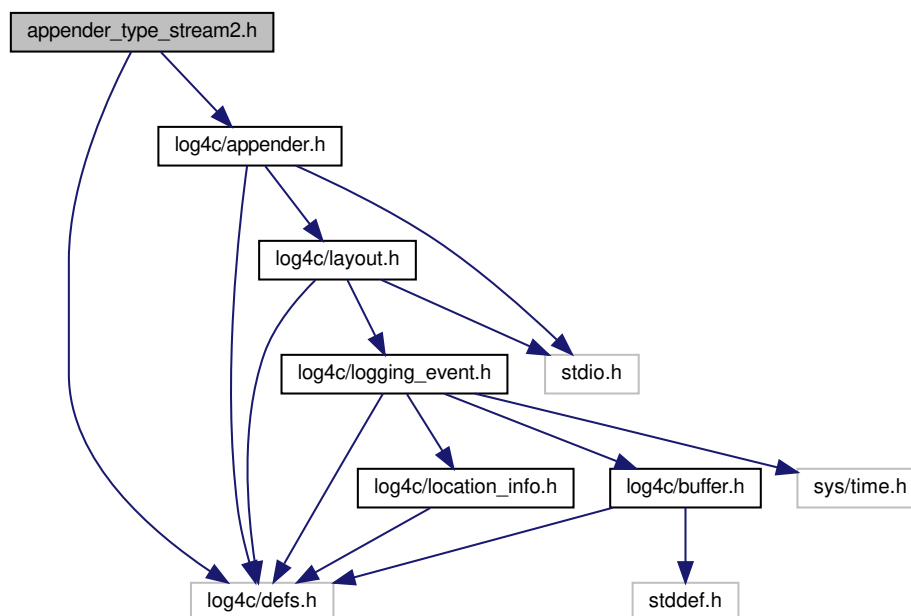 appender_type_stream2.h
log4c/appender.h
log4c/layout.h
log4c/logging_event.h
stdio.h
log4c/location_info.h
log4c/buffer.h
sys/time.h
log4c/defs.h
stddef.h